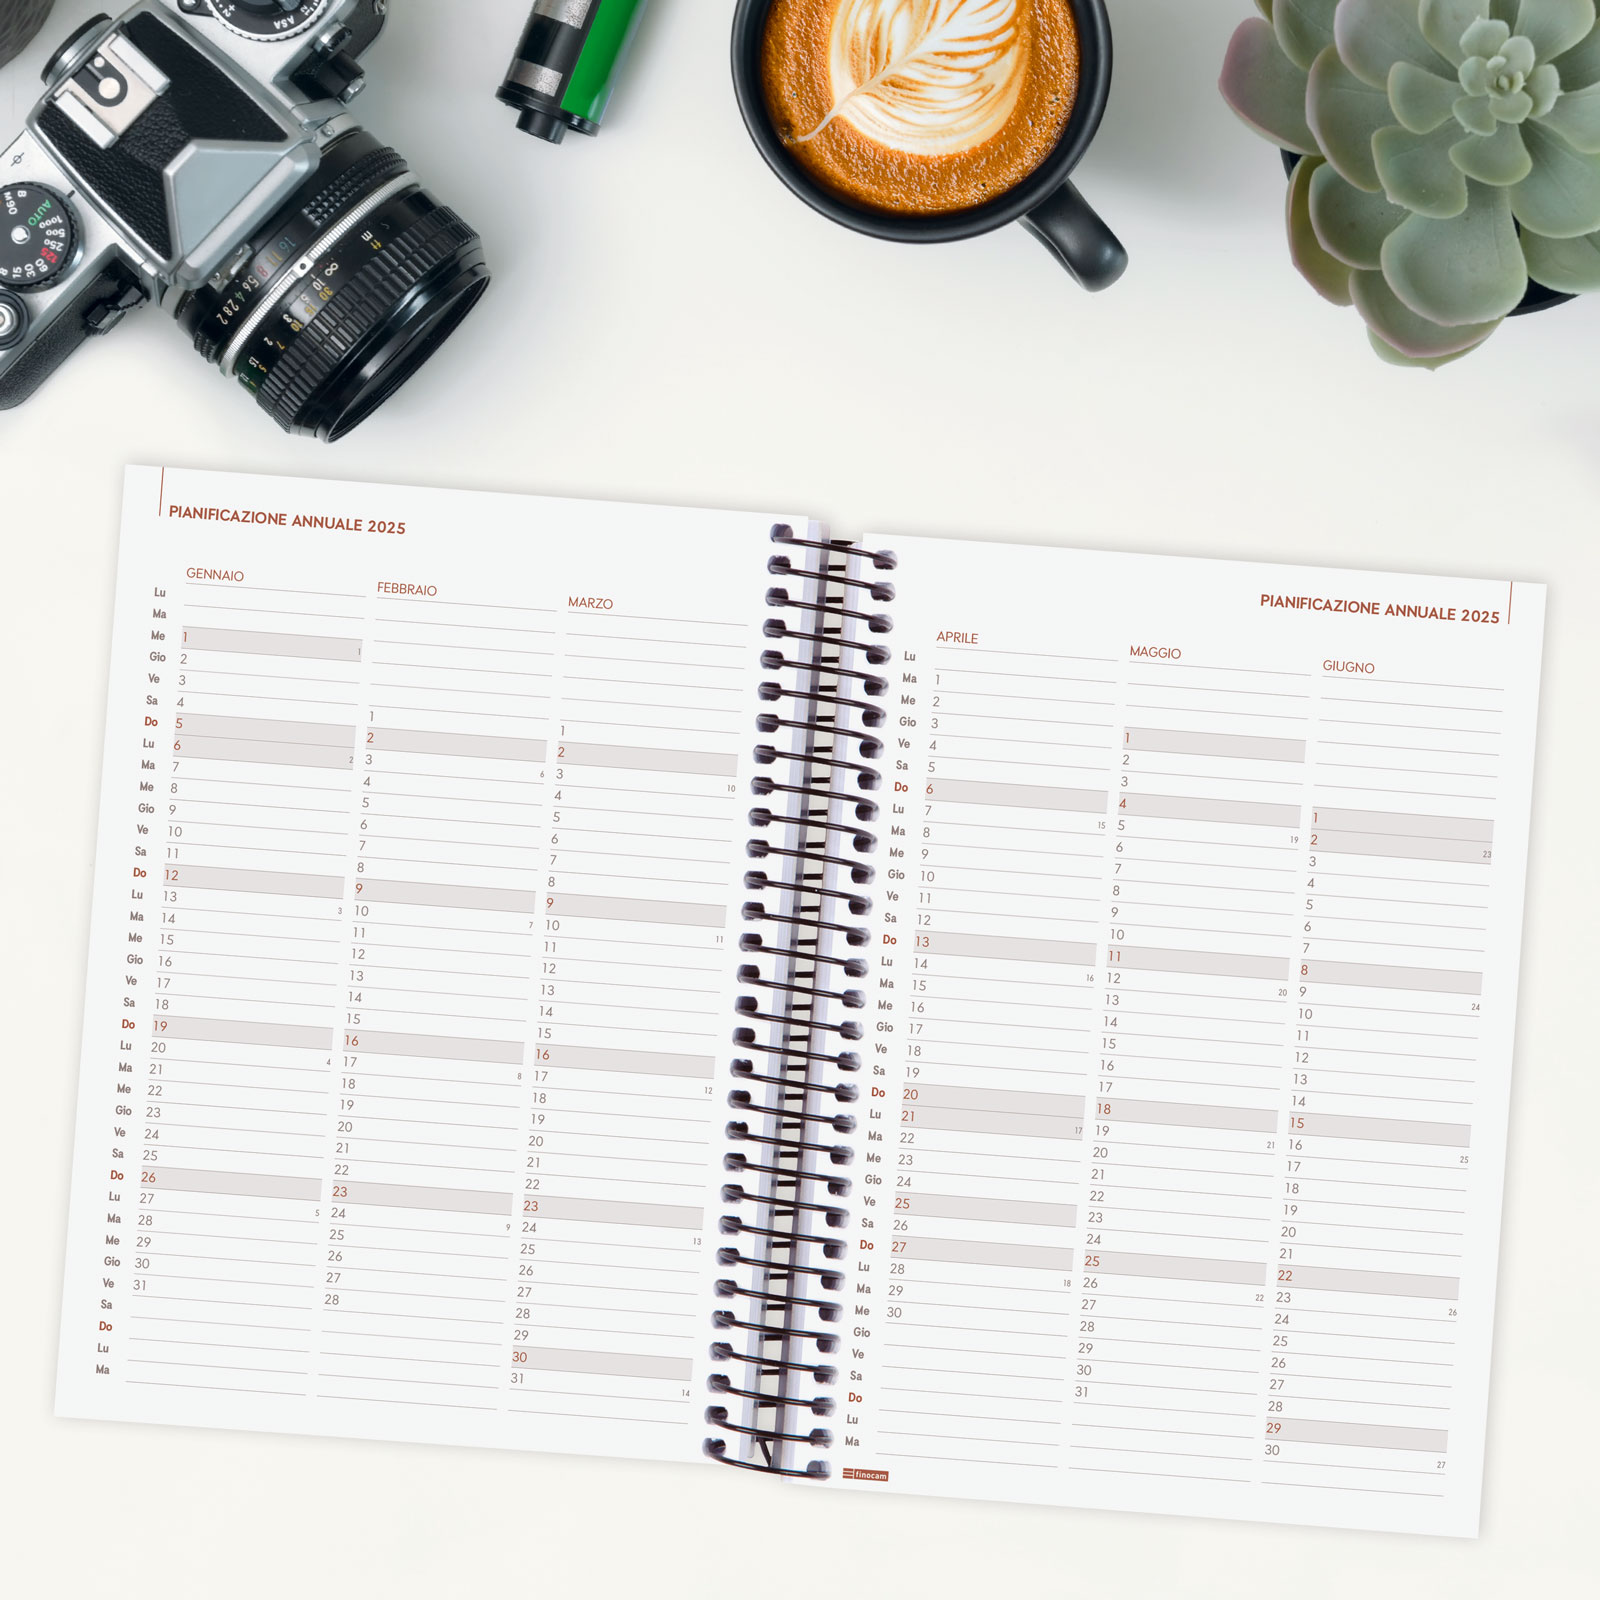 ASA
AUTO
1000
250
125
60
30
15
8
ft
m
PIANIFICAZIONE ANNUALE 2025
GENNAIO FEBBRAIO MARZO
Lu
Ma
Me 1 1
Gio 2
Ve 3
Sa 4 1 1
Do 5 2 2
Lu 6 2 3 6 3 10
Ma 7 4 4
Me 8 5 5
Gio 9 6 6
Ve 10 7 7
Sa 11 8 8
Do 12 9 9
Lu 13 3 10 7 10 11
Ma 14 11 11
Me 15 12 12
Gio 16 13 13
Ve 17 14 14
Sa 18 15 15
Do 19 16 16
Lu 20 4 17 8 17 12
Ma 21 18 18
Me 22 19 19
Gio 23 20 20
Ve 24 21 21
Sa 25 22 22
Do 26 23 23
Lu 27 5 24 9 24 13
Ma 28 25 25
Me 29 26 26
Gio 30 27 27
Ve 31 28 28
Sa 29
Do 30
Lu 31 14
Ma
PIANIFICAZIONE ANNUALE 2025
APRILE MAGGIO GIUGNO
Lu
Ma 1
Me 2
Gio 3 1
Ve 4 2
Sa 5 3
Do 6 4 1
Lu 7 15 5 19 2 23
Ma 8 6 3
Me 9 7 4
Gio 10 8 5
Ve 11 9 6
Sa 12 10 7
Do 13 11 8
Lu 14 16 12 20 9 24
Ma 15 13 10
Me 16 14 11
Gio 17 15 12
Ve 18 16 13
Sa 19 17 14
Do 20 18 15
Lu 21 17 19 21 16 25
Ma 22 20 17
Me 23 21 18
Gio 24 22 19
Ve 25 23 20
Sa 26 24 21
Do 27 25 22
Lu 28 18 26 22 23 26
Ma 29 27 24
Me 30 28 25
Gio 29 26
Ve 30 27
Sa 31 28
Do 29
Lu 30 27
Ma
finocam